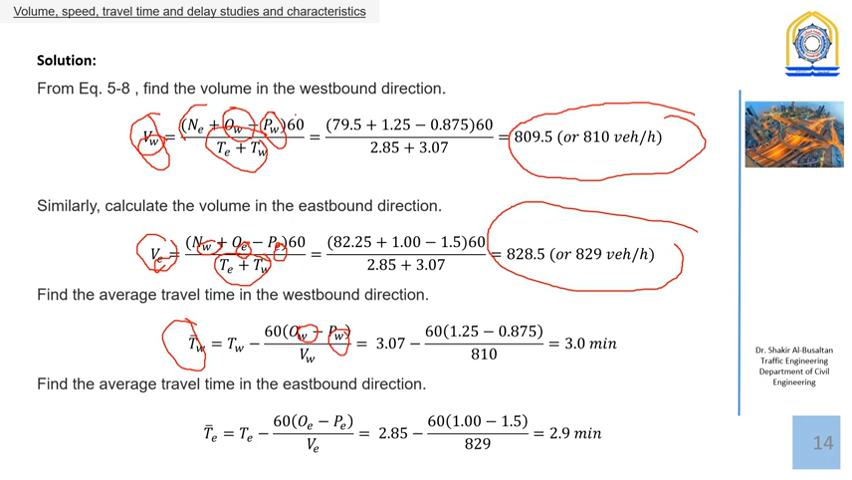 Volume, speed, travel time and delay studies and characteristics
Solution:
From Eq. 5-8 , find the volume in the westbound direction.
V_w = (N_e + O_w − P_w)60 / (T_e + T_w) = (79.5 + 1.25 − 0.875)60 / (2.85 + 3.07) = 809.5 (or 810 veh/h)
Similarly, calculate the volume in the eastbound direction.
V_e = (N_w + O_e − P_e)60 / (T_e + T_w) = (82.25 + 1.00 − 1.5)60 / (2.85 + 3.07) = 828.5 (or 829 veh/h)
Find the average travel time in the westbound direction.
T̄_w = T_w − 60(O_w − P_w) / V_w = 3.07 − 60(1.25 − 0.875) / 810 = 3.0 min
Find the average travel time in the eastbound direction.
T̄_e = T_e − 60(O_e − P_e) / V_e = 2.85 − 60(1.00 − 1.5) / 829 = 2.9 min
Dr. Shakir Al-Busaltan
Traffic Engineering
Department of Civil
Engineering
14